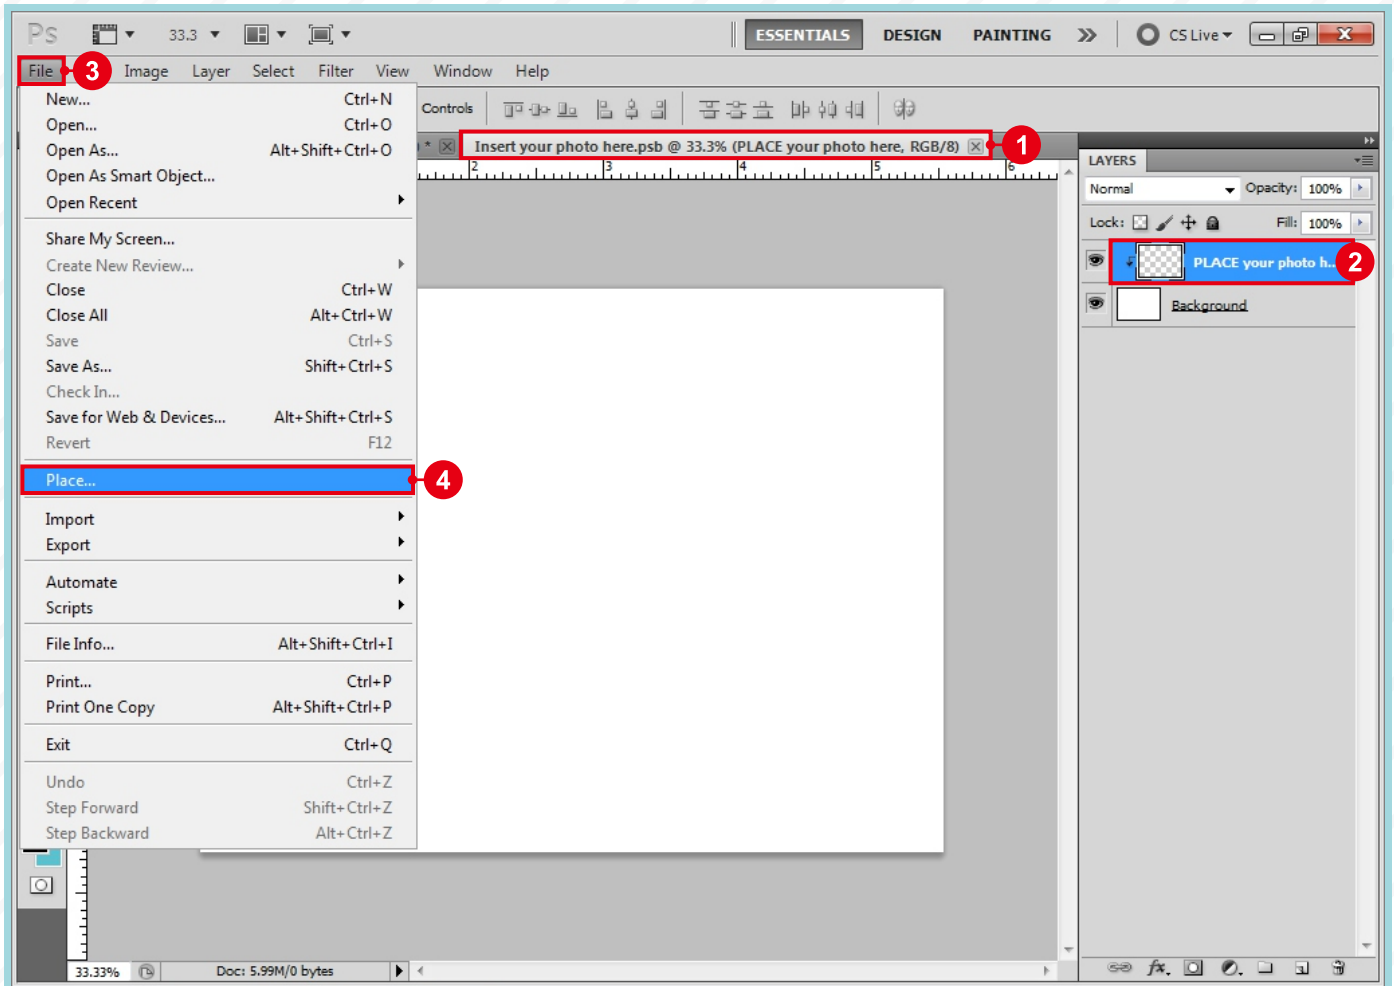 Ps 33.3 ESSENTIALS DESIGN PAINTING CS Live
File 3 Image Layer Select Filter View Window Help
Controls
* Insert your photo here.psb @ 33.3% (PLACE your photo here, RGB/8) 1
2 3 4 5 6
New... Ctrl+N
Open... Ctrl+O
Open As... Alt+Shift+Ctrl+O
Open As Smart Object...
Open Recent
Share My Screen...
Create New Review...
Close Ctrl+W
Close All Alt+Ctrl+W
Save Ctrl+S
Save As... Shift+Ctrl+S
Check In...
Save for Web & Devices... Alt+Shift+Ctrl+S
Revert F12
Place... 4
Import
Export
Automate
Scripts
File Info... Alt+Shift+Ctrl+I
Print... Ctrl+P
Print One Copy Alt+Shift+Ctrl+P
Exit Ctrl+Q
Undo Ctrl+Z
Step Forward Shift+Ctrl+Z
Step Backward Alt+Ctrl+Z
LAYERS
Normal Opacity: 100%
Lock: Fill: 100%
PLACE your photo h... 2
Background
33.33% Doc: 5.99M/0 bytes
fx.